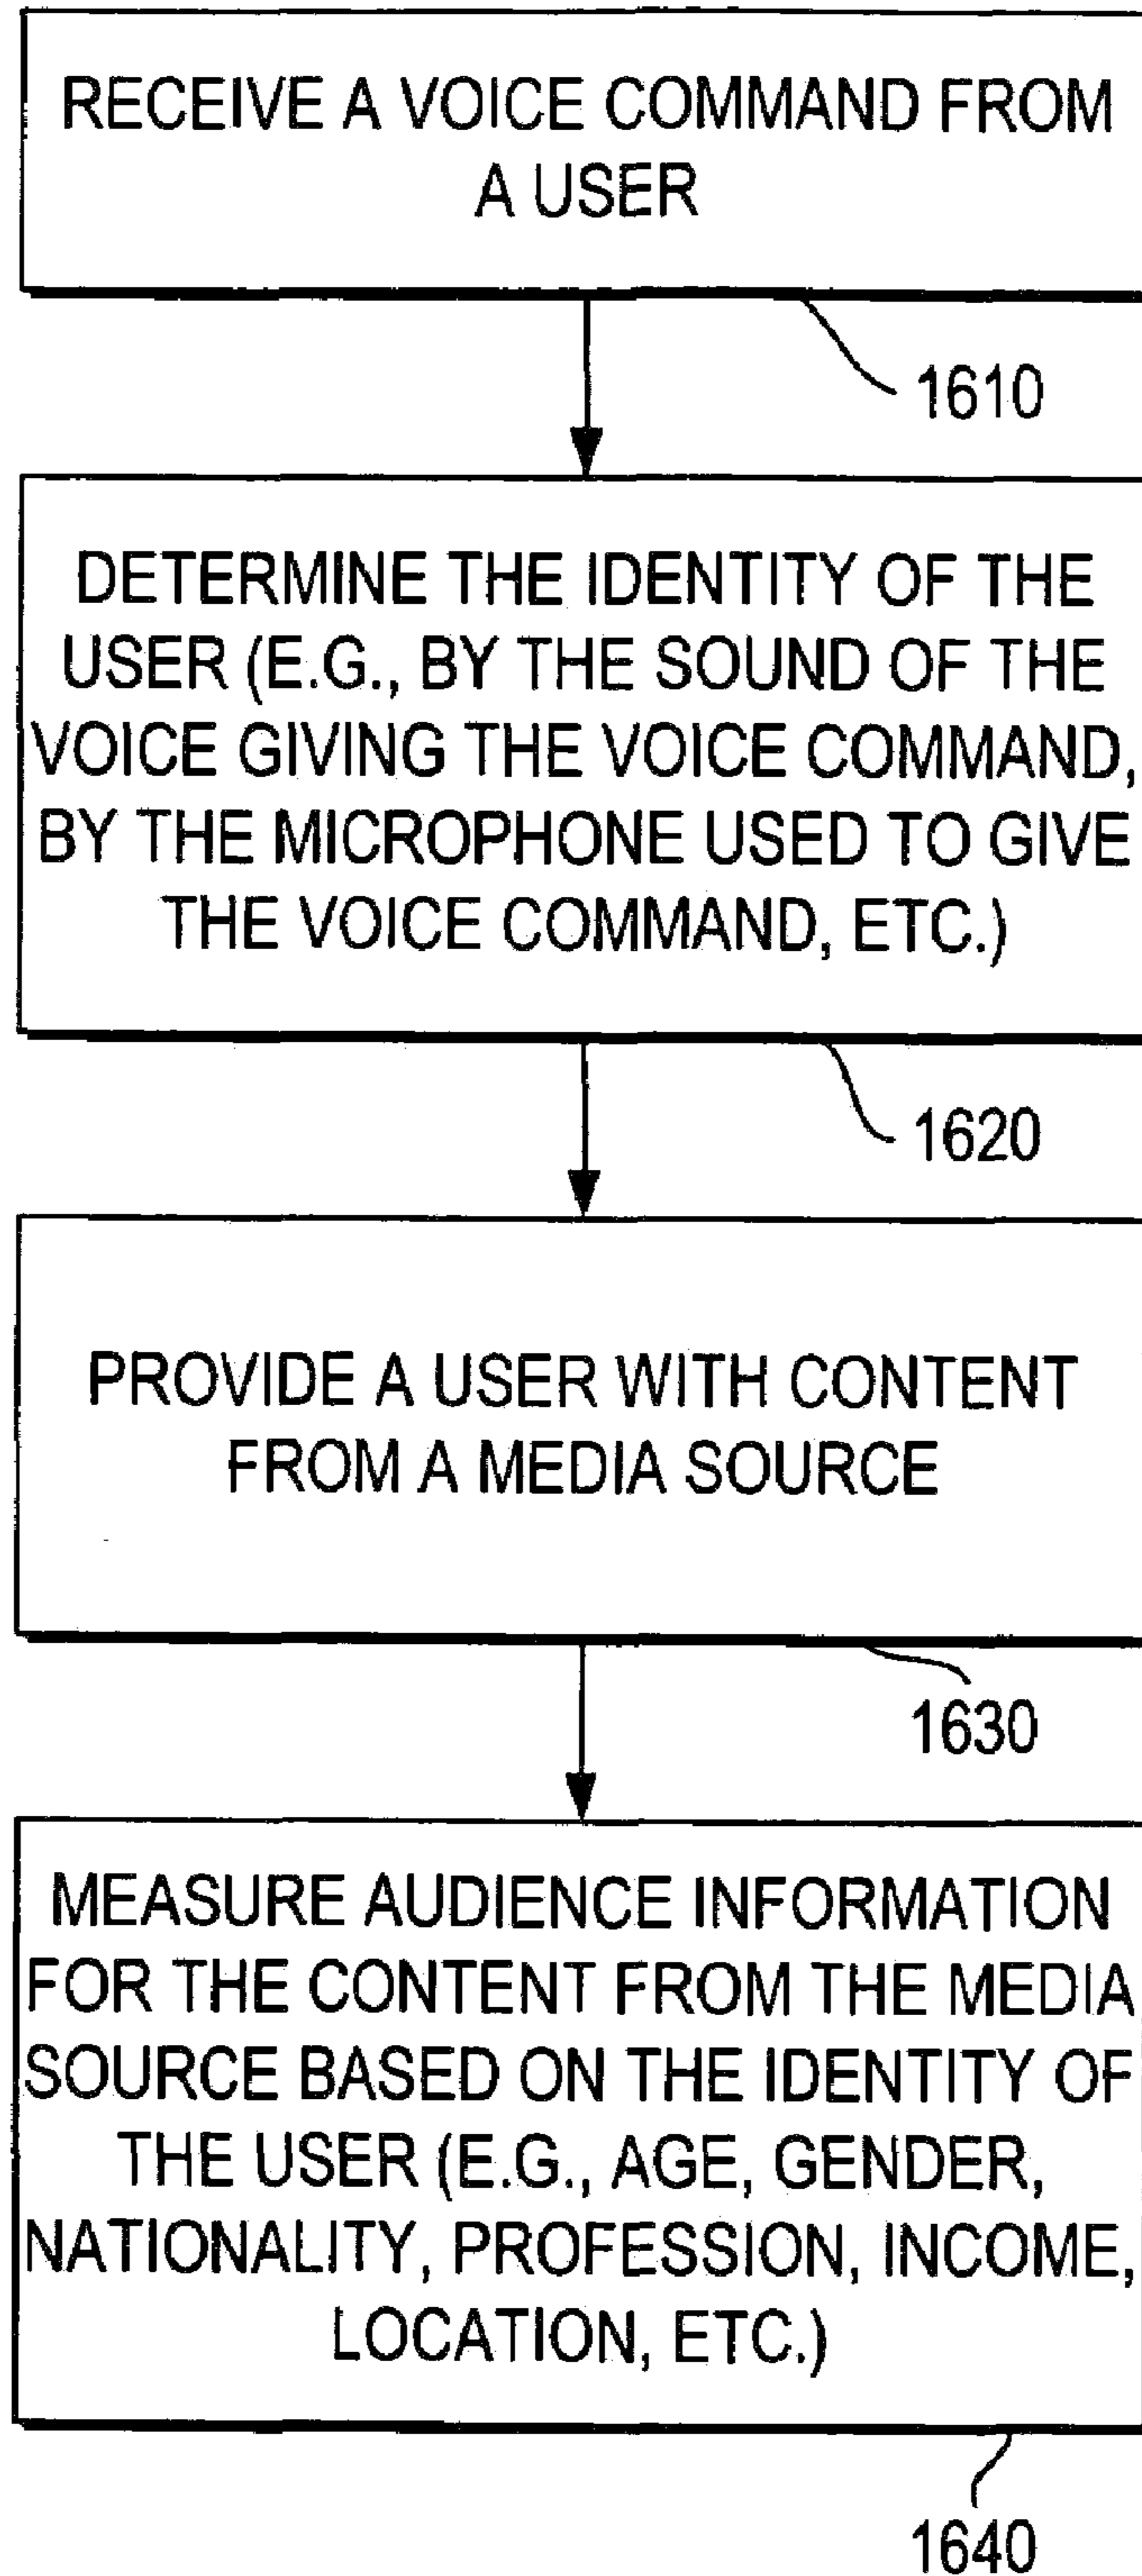 RECEIVE A VOICE COMMAND FROM
A USER
1610
DETERMINE THE IDENTITY OF THE
USER (E.G., BY THE SOUND OF THE
VOICE GIVING THE VOICE COMMAND,
BY THE MICROPHONE USED TO GIVE
THE VOICE COMMAND, ETC.)
1620
PROVIDE A USER WITH CONTENT
FROM A MEDIA SOURCE
1630
MEASURE AUDIENCE INFORMATION
FOR THE CONTENT FROM THE MEDIA
SOURCE BASED ON THE IDENTITY OF
THE USER (E.G., AGE, GENDER,
NATIONALITY, PROFESSION, INCOME,
LOCATION, ETC.)
1640